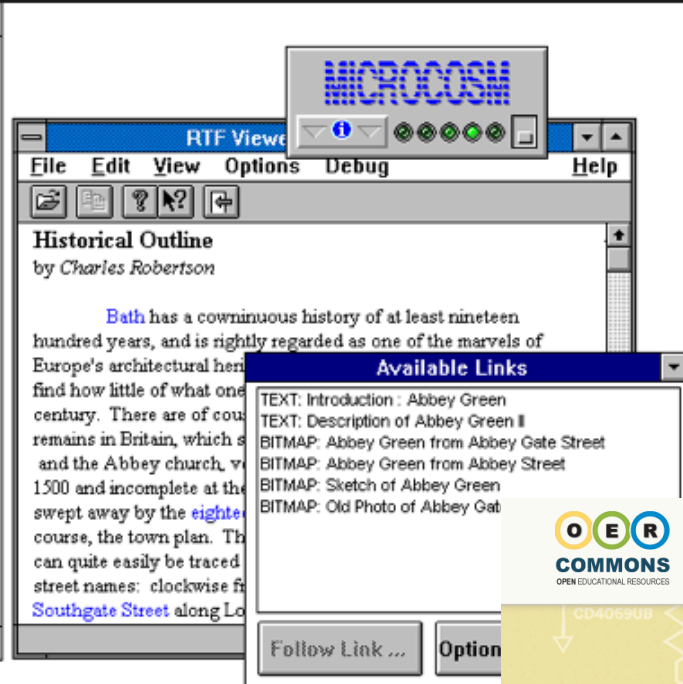 MICROCOSM
RTF Viewe
File Edit View Options Debug Help
Historical Outline
by Charles Robertson
Bath has a cowninuous history of at least nineteen
hundred years, and is rightly regarded as one of the marvels of
Europe's architectural heri
find how little of what one
century. There are of cou
remains in Britain, which s
and the Abbey church, v
1500 and incomplete at the
swept away by the eighte
course, the town plan. Th
can quite easily be traced
street names: clockwise f
Southgate Street along Lo
Available Links
TEXT: Introduction : Abbey Green
TEXT: Description of Abbey Green II
BITMAP: Abbey Green from Abbey Gate Street
BITMAP: Abbey Green from Abbey Street
BITMAP: Sketch of Abbey Green
BITMAP: Old Photo of Abbey Gat
Follow Link ...
Option
OER
COMMONS
OPEN EDUCATIONAL RESOURCES
CD4069UB